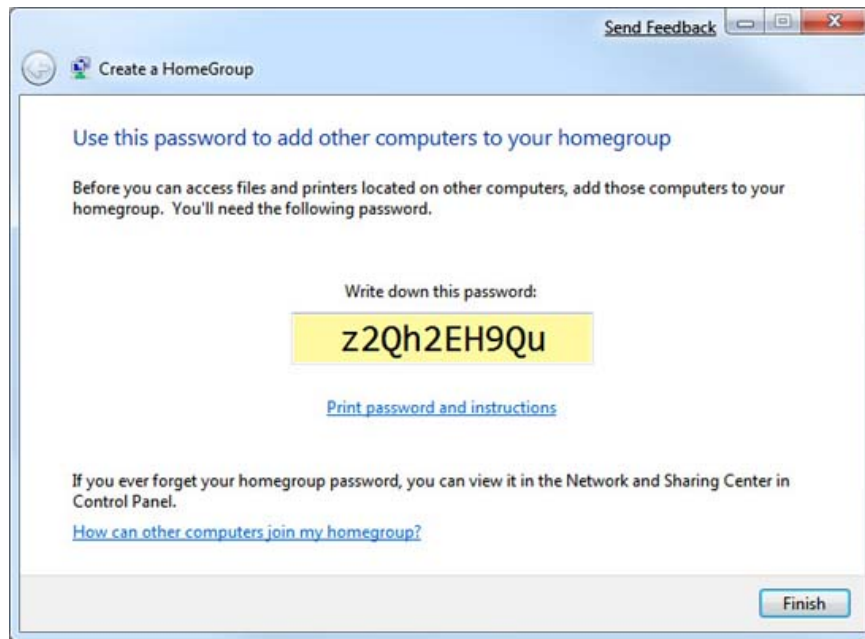 Send Feedback
Create a HomeGroup
Use this password to add other computers to your homegroup
Before you can access files and printers located on other computers, add those computers to your
homegroup. You'll need the following password.
Write down this password:
z2Qh2EH9Qu
Print password and instructions
If you ever forget your homegroup password, you can view it in the Network and Sharing Center in
Control Panel.
How can other computers join my homegroup?
Finish